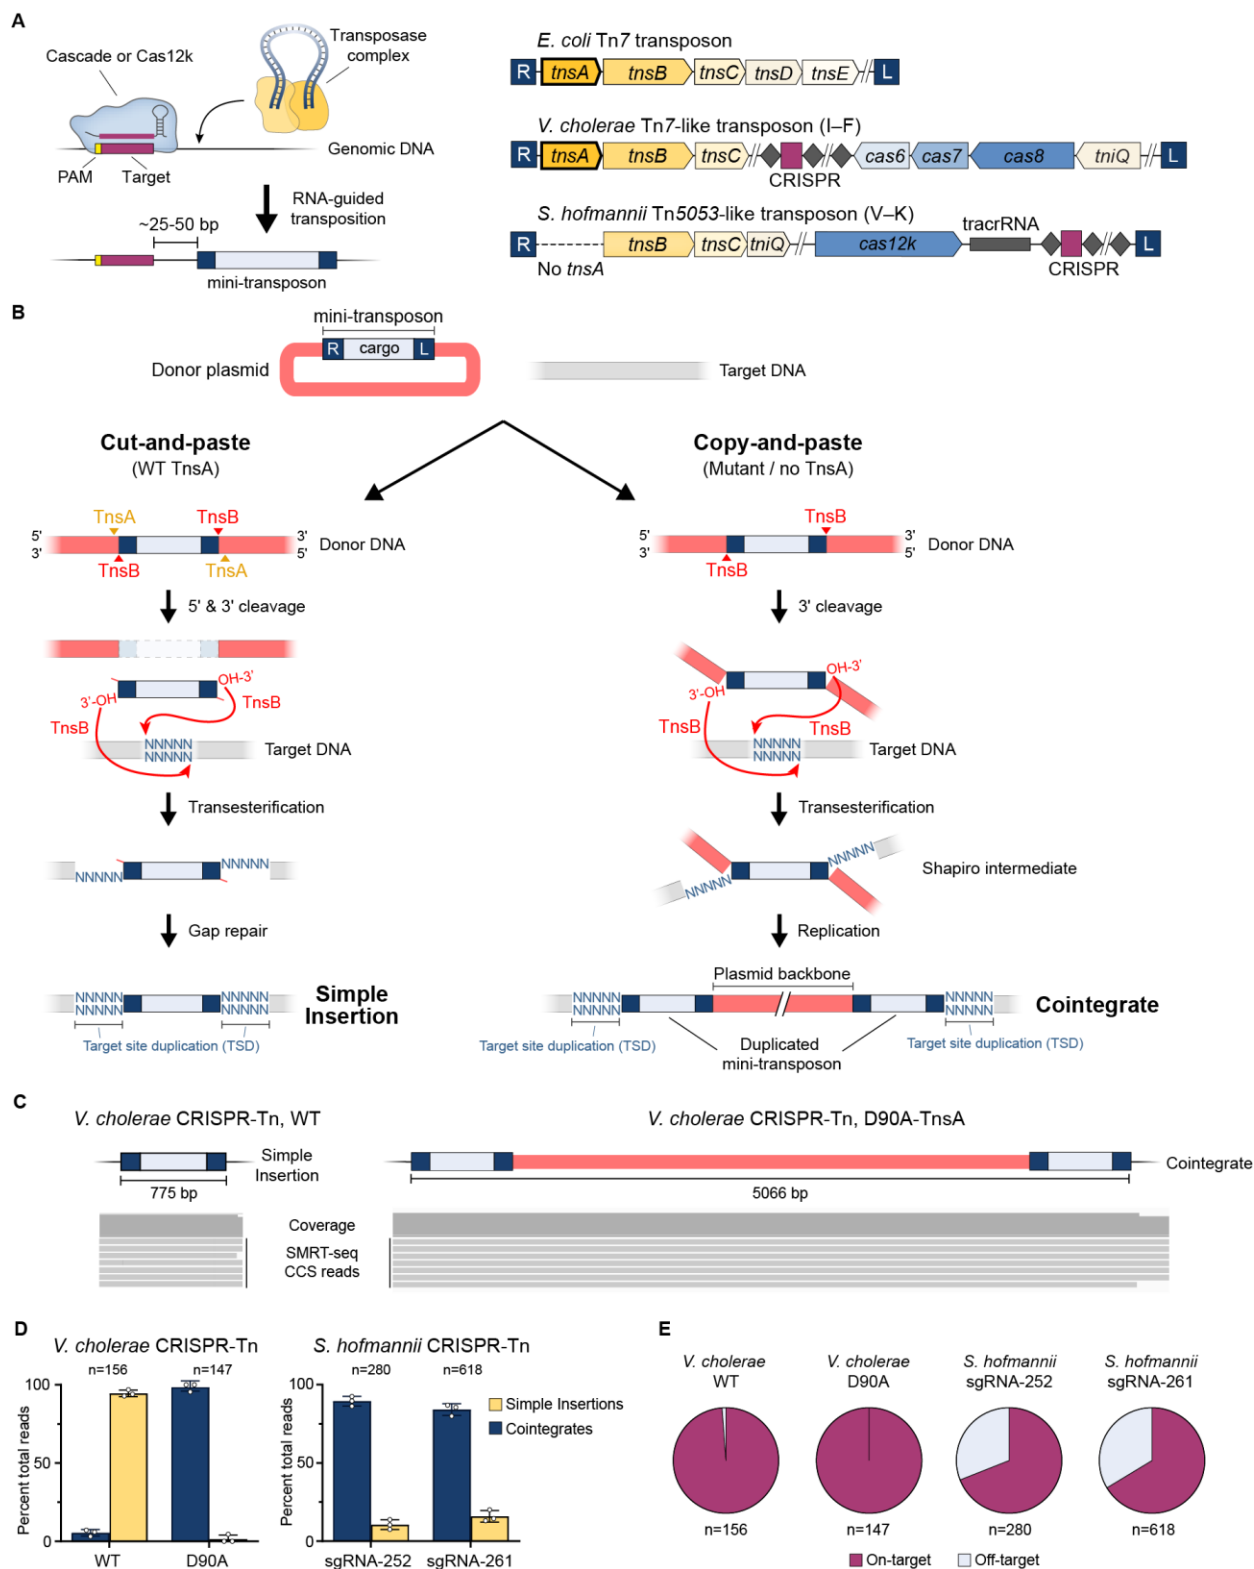 A
Cascade or Cas12k
Transposase
complex
Genomic DNA
PAM
Target
RNA-guided
transposition
~25-50 bp
mini-transposon
E. coli Tn7 transposon
R
tnsA
tnsB
tnsC
tnsD
tnsE
L
V. cholerae Tn7-like transposon (I–F)
R
tnsA
tnsB
tnsC
CRISPR
cas6
cas7
cas8
tniQ
L
S. hofmannii Tn5053-like transposon (V–K)
R
No tnsA
tnsB
tnsC
tniQ
cas12k
tracrRNA
CRISPR
L
B
mini-transposon
R
cargo
L
Donor plasmid
Target DNA
Cut-and-paste
(WT TnsA)
TnsA
TnsB
5'
3'
3'
5'
Donor DNA
TnsB
TnsA
5' & 3' cleavage
OH-3'
3'-OH
TnsB
TnsB
NNNNN
NNNNN
Target DNA
Transesterification
NNNNN
NNNNN
Gap repair
NNNNN
NNNNN
NNNNN
NNNNN
Simple
Insertion
Target site duplication (TSD)
Copy-and-paste
(Mutant / no TnsA)
TnsB
5'
3'
3'
5'
Donor DNA
TnsB
3' cleavage
OH-3'
3'-OH
TnsB
TnsB
NNNNN
NNNNN
Target DNA
Transesterification
NNNNN
NNNNN
Shapiro intermediate
Replication
Plasmid backbone
NNNNN
NNNNN
NNNNN
NNNNN
Cointegrate
Target site duplication (TSD)
Duplicated
mini-transposon
Target site duplication (TSD)
C
V. cholerae CRISPR-Tn, WT
Simple
Insertion
775 bp
V. cholerae CRISPR-Tn, D90A-TnsA
Cointegrate
5066 bp
Coverage
SMRT-seq
CCS reads
D
V. cholerae CRISPR-Tn
n=156
n=147
Percent total reads
100
50
0
WT
D90A
S. hofmannii CRISPR-Tn
n=280
n=618
Percent total reads
100
50
0
sgRNA-252
sgRNA-261
Simple Insertions
Cointegrates
E
V. cholerae
WT
V. cholerae
D90A
S. hofmannii
sgRNA-252
S. hofmannii
sgRNA-261
n=156
n=147
n=280
n=618
On-target
Off-target